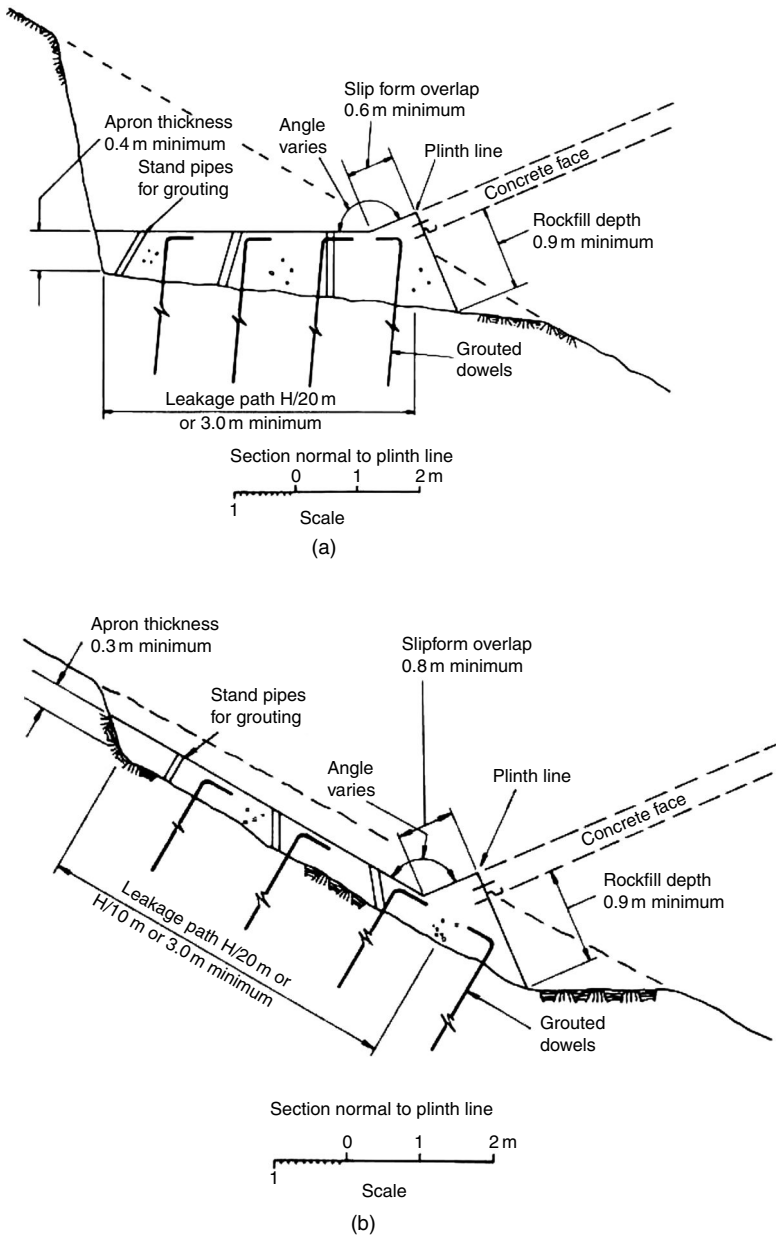 Slip form overlap
0.6 m minimum
Apron thickness
0.4 m minimum
Angle
varies
Plinth line
Stand pipes
for grouting
Concrete face
Rockfill depth
0.9 m minimum
Grouted
dowels
Leakage path H/20 m
or 3.0 m minimum
Section normal to plinth line
0 1 2 m
1
Scale
(a)
Apron thickness
0.3 m minimum
Slipform overlap
0.8 m minimum
Stand pipes
for grouting
Angle
varies
Plinth line
Concrete face
Rockfill depth
0.9 m minimum
Leakage path H/20 m or
H/10 m or 3.0 m minimum
Grouted
dowels
Section normal to plinth line
0 1 2 m
1
Scale
(b)